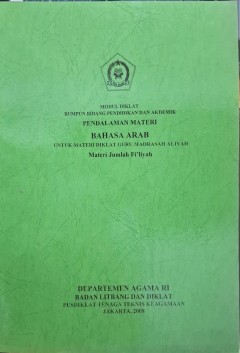 MODUL DIKLAT
RUMPUN BIDANG PENDIDIKAN DAN AKDEMIK
PENDALAMAN MATERI
BAHASA ARAB
UNTUK MATERI DIKLAT GURU MADRASAH ALIYAH
Materi Jumlah Fi'liyah
DEPARTEMEN AGAMA RI
BADAN LITBANG DAN DIKLAT
PUSDIKLAT TENAGA TEKNIS KEAGAMAAN
JAKARTA, 2008